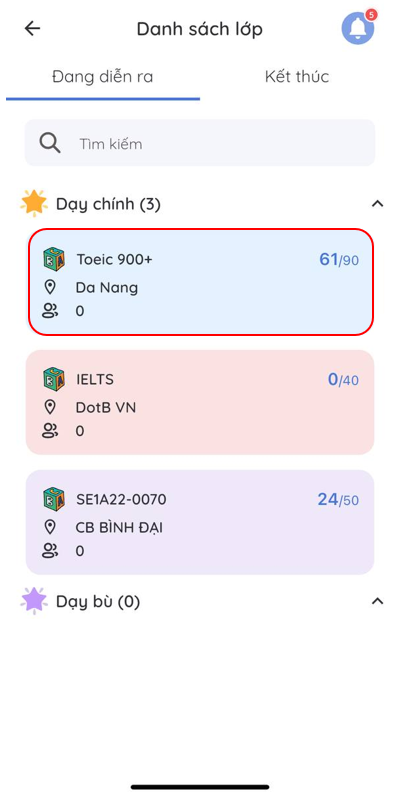 Danh sách lớp
5
Đang diễn ra
Kết thúc
Tìm kiếm
Dạy chính (3)
Toeic 900+
61/90
Da Nang
0
IELTS
0/40
DotB VN
0
SE1A22-0070
24/50
CB BÌNH ĐẠI
0
Dạy bù (0)